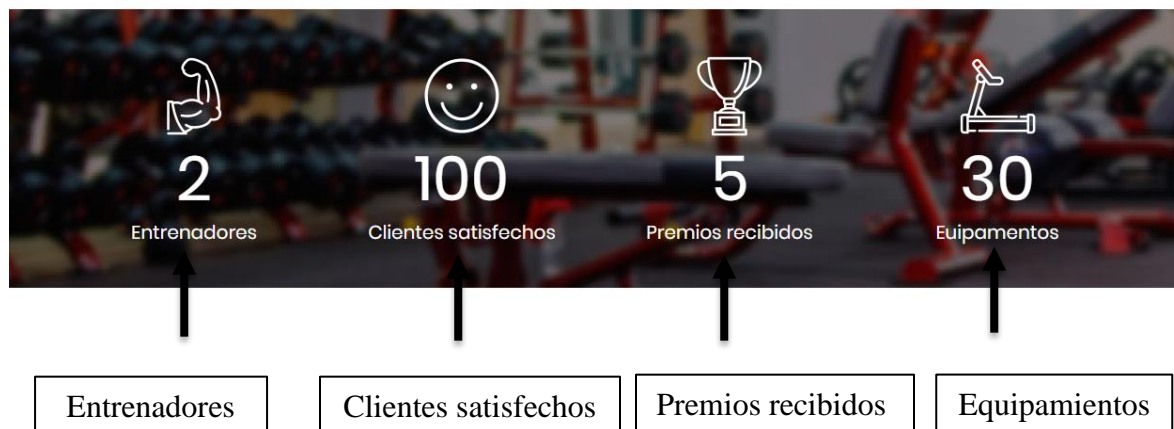 2 100 5 30
Entrenadores Clientes satisfechos Premios recibidos Euipamentos
Entrenadores Clientes satisfechos Premios recibidos Equipamientos